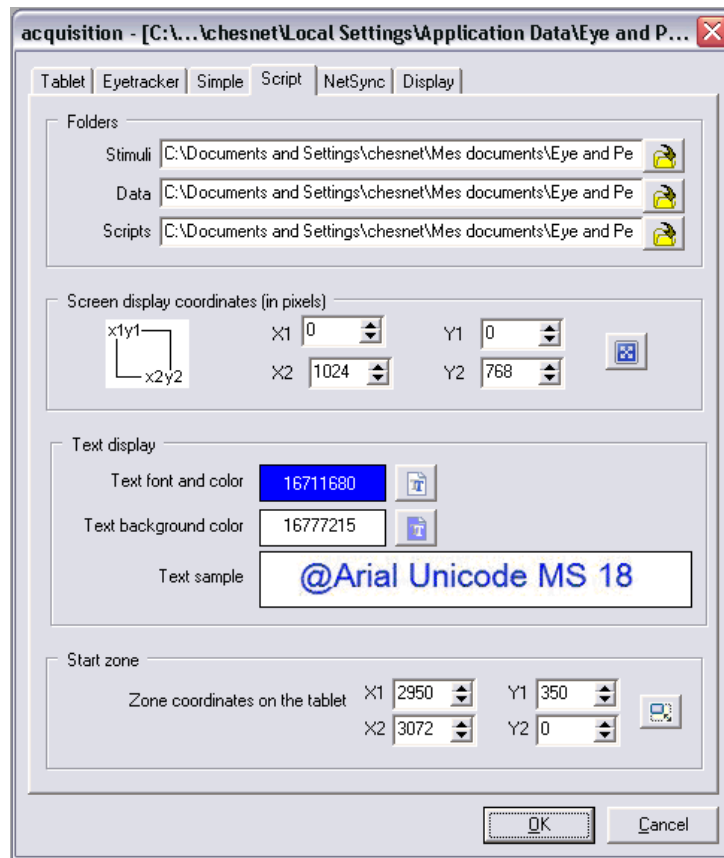 acquisition - [C:\...\chesnet\Local Settings\Application Data\Eye and P...
Tablet Eyetracker Simple Script NetSync Display
Folders
Stimuli C:\Documents and Settings\chesnet\Mes documents\Eye and Pe
Data C:\Documents and Settings\chesnet\Mes documents\Eye and Pe
Scripts C:\Documents and Settings\chesnet\Mes documents\Eye and Pe
Screen display coordinates (in pixels)
x1y1 X1 0 Y1 0
x2y2 X2 1024 Y2 768
Text display
Text font and color 16711680
Text background color 16777215
Text sample @Arial Unicode MS 18
Start zone
Zone coordinates on the tablet X1 2950 Y1 350
X2 3072 Y2 0
OK Cancel